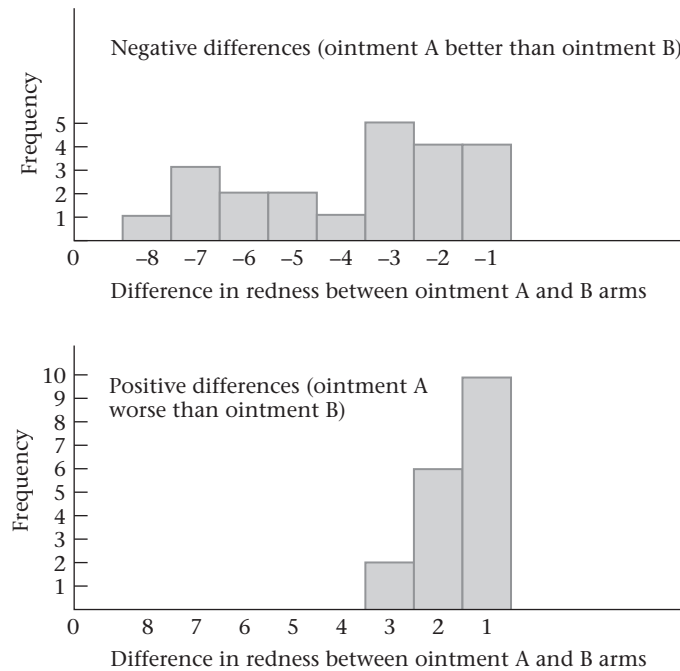 Negative differences (ointment A better than ointment B)
Frequency
5
4
3
2
1
0 –8 –7 –6 –5 –4 –3 –2 –1
Difference in redness between ointment A and B arms
Positive differences (ointment A
worse than ointment B)
Frequency
10
9
8
7
6
5
4
3
2
1
0 8 7 6 5 4 3 2 1
Difference in redness between ointment A and B arms